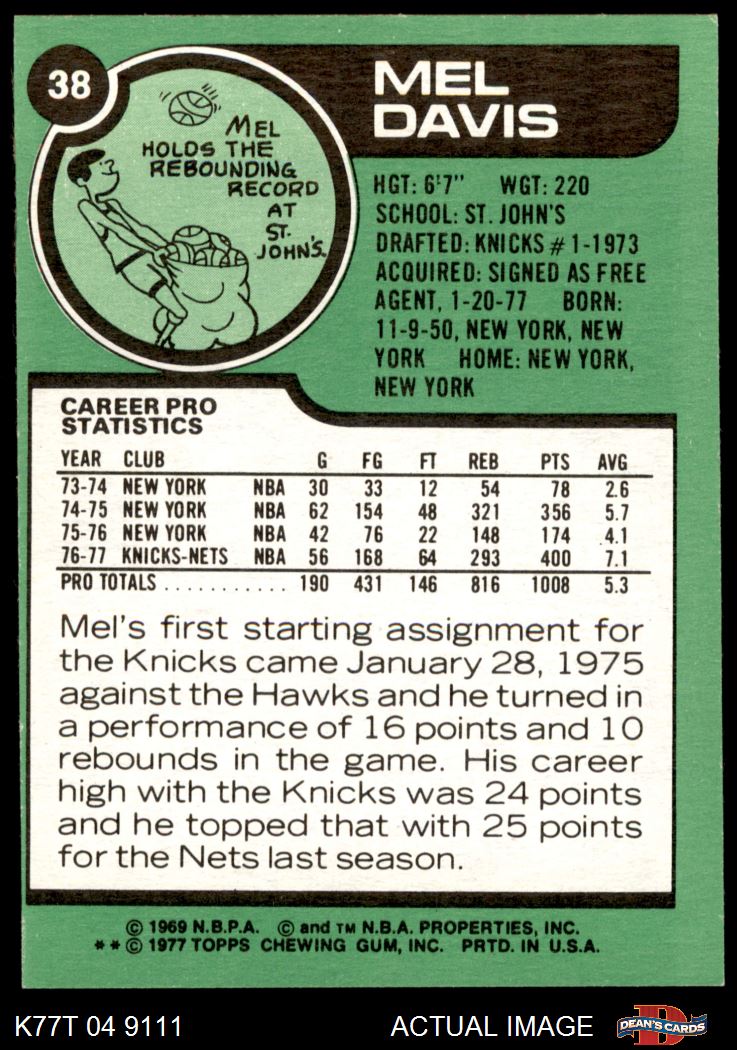 38
MEL
DAVIS
MEL
HOLDS THE
REBOUNDING
RECORD
AT
ST.
JOHN'S.
HGT: 6'7" WGT: 220
SCHOOL: ST. JOHN'S
DRAFTED: KNICKS #1-1973
ACQUIRED: SIGNED AS FREE
AGENT, 1-20-77 BORN:
11-9-50, NEW YORK, NEW
YORK HOME: NEW YORK,
NEW YORK
CAREER PRO
STATISTICS
YEAR CLUB G FG FT REB PTS AVG
73-74 NEW YORK NBA 30 33 12 54 78 2.6
74-75 NEW YORK NBA 62 154 48 321 356 5.7
75-76 NEW YORK NBA 42 76 22 148 174 4.1
76-77 KNICKS-NETS NBA 56 168 64 293 400 7.1
PRO TOTALS ........... 190 431 146 816 1008 5.3
Mel's first starting assignment for
the Knicks came January 28, 1975
against the Hawks and he turned in
a performance of 16 points and 10
rebounds in the game. His career
high with the Knicks was 24 points
and he topped that with 25 points
for the Nets last season.
© 1969 N.B.P.A. © and TM N.B.A. PROPERTIES, INC.
**© 1977 TOPPS CHEWING GUM, INC. PRTD. IN U.S.A.
K77T 04 9111 ACTUAL IMAGE D DEAN'S CARDS